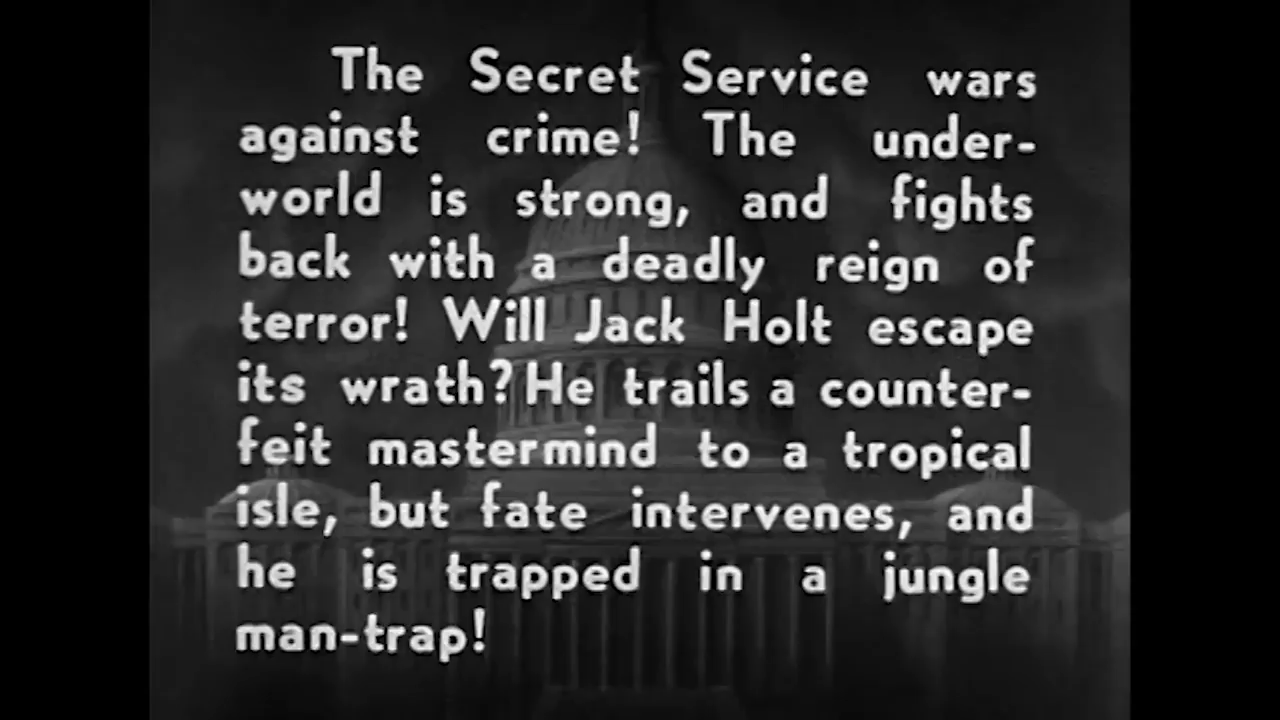 The Secret Service wars
against crime! The under-
world is strong, and fights
back with a deadly reign of
terror! Will Jack Holt escape
its wrath? He trails a counter-
feit mastermind to a tropical
isle, but fate intervenes, and
he is trapped in a jungle
man-trap!